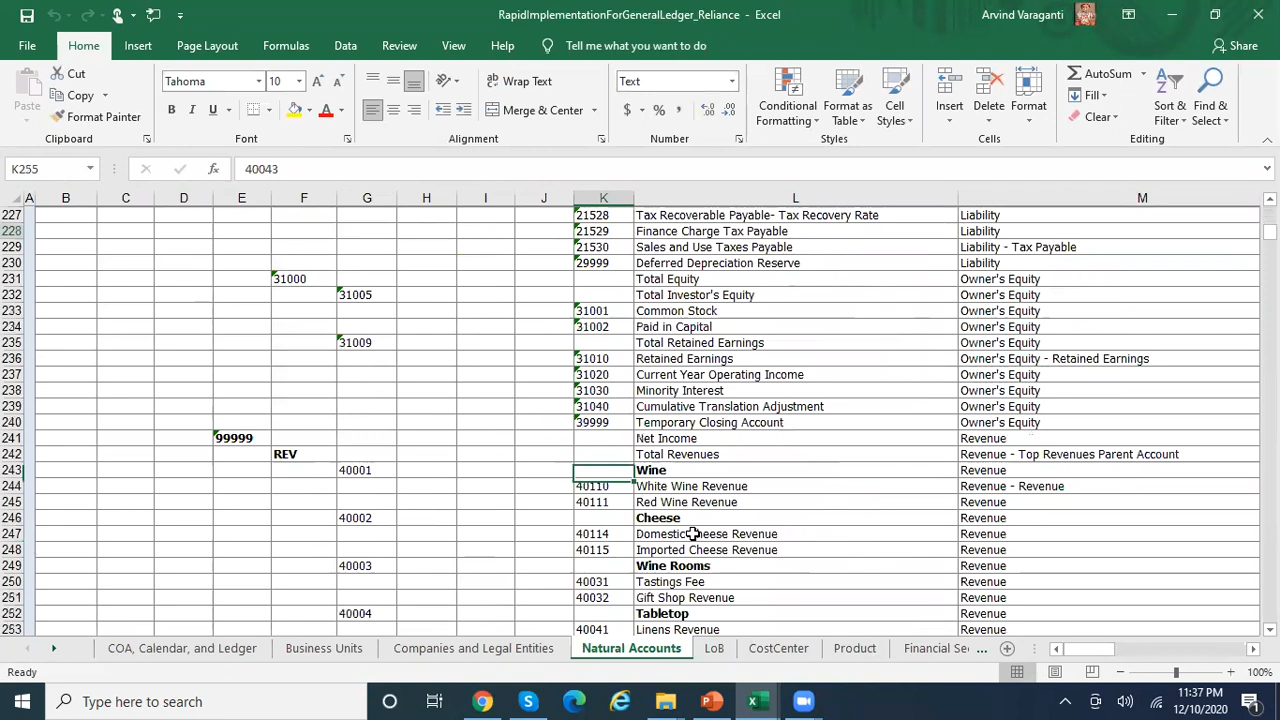 RapidImplementationForGeneralLedger_Reliance - Excel
Arvind Varaganti
File Home Insert Page Layout Formulas Data Review View Help Tell me what you want to do Share
Paste
Cut
Copy
Format Painter
Clipboard
Tahoma 10
B I U
Font
Wrap Text
Merge & Center
Alignment
Text
$ %
Number
Conditional Formatting
Format as Table
Cell Styles
Styles
Insert Delete Format
Cells
AutoSum
Fill
Clear
Sort & Filter
Find & Select
Editing
K255 fx 40043
A B C D E F G H I J K L M
227 21528 Tax Recoverable Payable- Tax Recovery Rate Liability
228 21529 Finance Charge Tax Payable Liability
229 21530 Sales and Use Taxes Payable Liability - Tax Payable
230 29999 Deferred Depreciation Reserve Liability
231 31000 Total Equity Owner's Equity
232 31005 Total Investor's Equity Owner's Equity
233 31001 Common Stock Owner's Equity
234 31002 Paid in Capital Owner's Equity
235 31009 Total Retained Earnings Owner's Equity
236 31010 Retained Earnings Owner's Equity - Retained Earnings
237 31020 Current Year Operating Income Owner's Equity
238 31030 Minority Interest Owner's Equity
239 31040 Cumulative Translation Adjustment Owner's Equity
240 39999 Temporary Closing Account Owner's Equity
241 99999 Net Income Revenue
242 REV Total Revenues Revenue - Top Revenues Parent Account
243 40001 Wine Revenue
244 40110 White Wine Revenue Revenue - Revenue
245 40111 Red Wine Revenue Revenue
246 40002 Cheese Revenue
247 40114 Domestic Cheese Revenue Revenue
248 40115 Imported Cheese Revenue Revenue
249 40003 Wine Rooms Revenue
250 40031 Tastings Fee Revenue
251 40032 Gift Shop Revenue Revenue
252 40004 Tabletop Revenue
253 40041 Linens Revenue Revenue
COA, Calendar, and Ledger Business Units Companies and Legal Entities Natural Accounts LoB CostCenter Product Financial Sec ...
Ready 100%
Type here to search
11:37 PM
12/10/2020
1